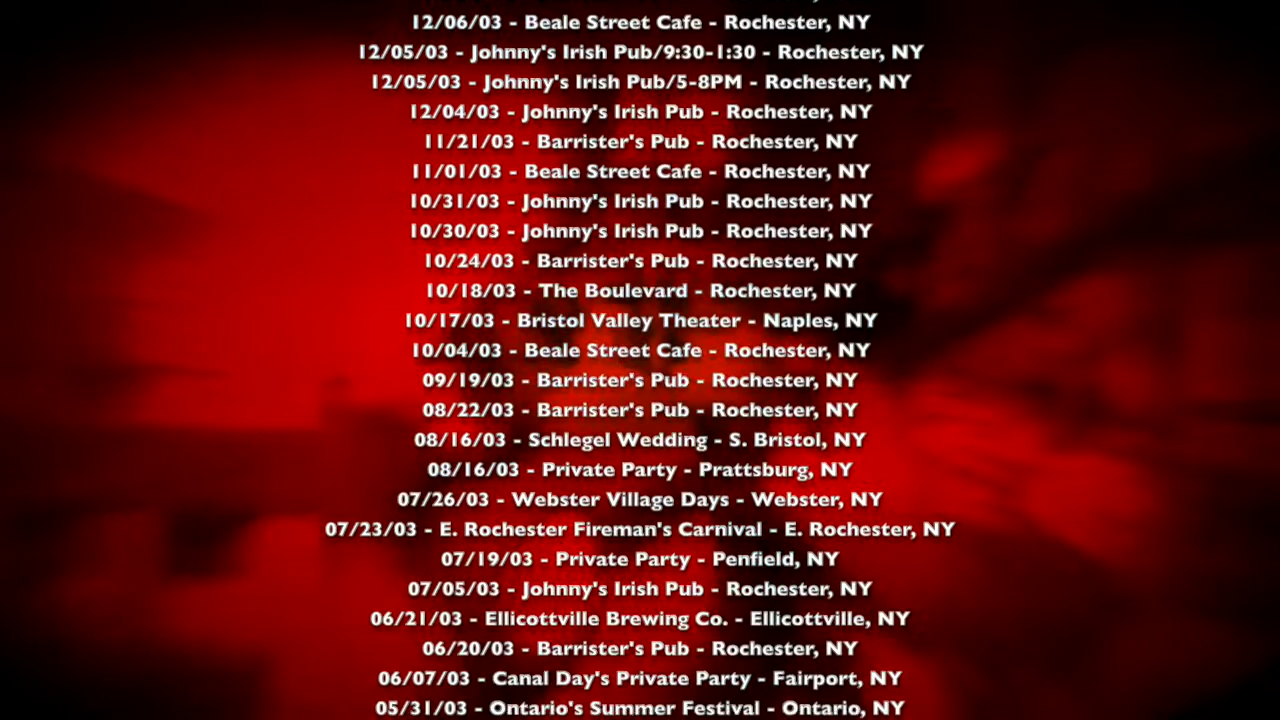 12/06/03 - Beale Street Cafe - Rochester, NY
12/05/03 - Johnny's Irish Pub/9:30-1:30 - Rochester, NY
12/05/03 - Johnny's Irish Pub/5-8PM - Rochester, NY
12/04/03 - Johnny's Irish Pub - Rochester, NY
11/21/03 - Barrister's Pub - Rochester, NY
11/01/03 - Beale Street Cafe - Rochester, NY
10/31/03 - Johnny's Irish Pub - Rochester, NY
10/30/03 - Johnny's Irish Pub - Rochester, NY
10/24/03 - Barrister's Pub - Rochester, NY
10/18/03 - The Boulevard - Rochester, NY
10/17/03 - Bristol Valley Theater - Naples, NY
10/04/03 - Beale Street Cafe - Rochester, NY
09/19/03 - Barrister's Pub - Rochester, NY
08/22/03 - Barrister's Pub - Rochester, NY
08/16/03 - Schlegel Wedding - S. Bristol, NY
08/16/03 - Private Party - Prattsburg, NY
07/26/03 - Webster Village Days - Webster, NY
07/23/03 - E. Rochester Fireman's Carnival - E. Rochester, NY
07/19/03 - Private Party - Penfield, NY
07/05/03 - Johnny's Irish Pub - Rochester, NY
06/21/03 - Ellicottville Brewing Co. - Ellicottville, NY
06/20/03 - Barrister's Pub - Rochester, NY
06/07/03 - Canal Day's Private Party - Fairport, NY
05/31/03 - Ontario's Summer Festival - Ontario, NY